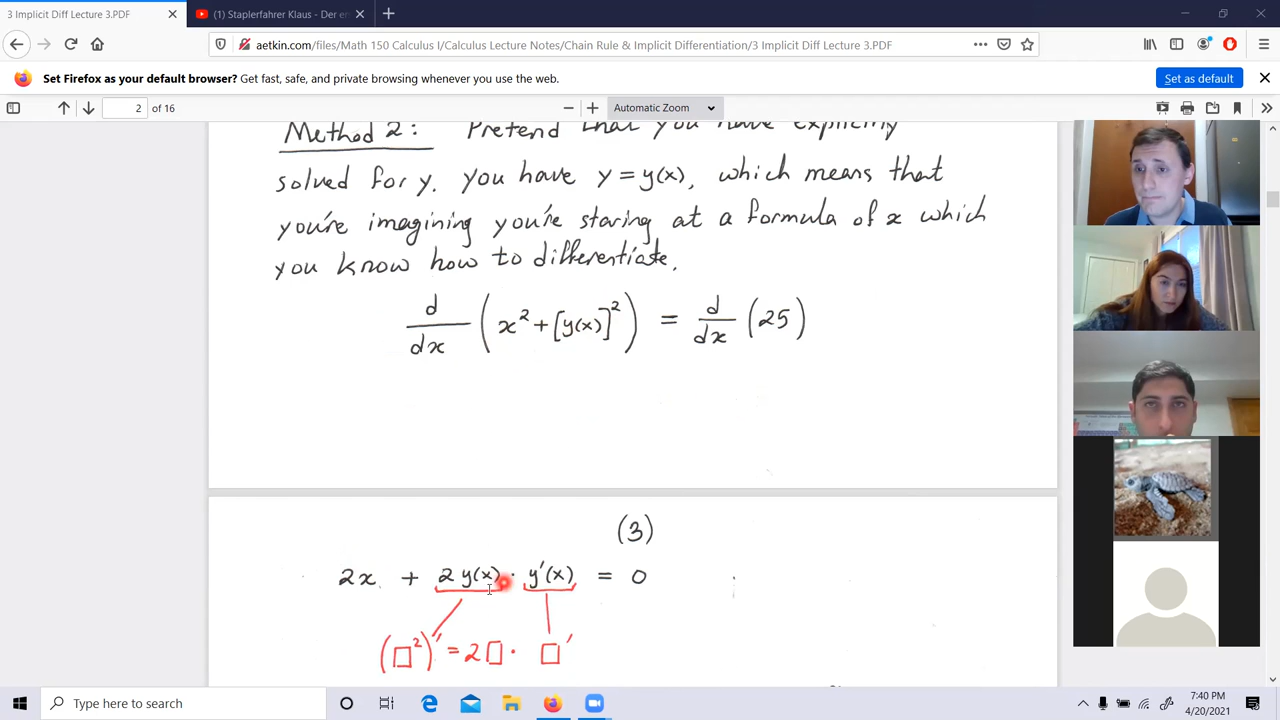 3 Implicit Diff Lecture 3.PDF
(1) Staplerfahrer Klaus - Der er
aetkin.com/files/Math 150 Calculus I/Calculus Lecture Notes/Chain Rule & Implicit Differentiation/3 Implicit Diff Lecture 3.PDF
Set Firefox as your default browser? Get fast, safe, and private browsing whenever you use the web.
Set as default
2 of 16
Automatic Zoom
Method 2: Pretend that you have explicitly
solved for y. you have y = y(x), which means that
you're imagining you're staring at a formula of x which
you know how to differentiate.
d/dx (x² + [y(x)]²) = d/dx (25)
(3)
2x + 2y(x) · y'(x) = 0
(□²)' = 2□ · □'
Type here to search
7:40 PM
4/20/2021